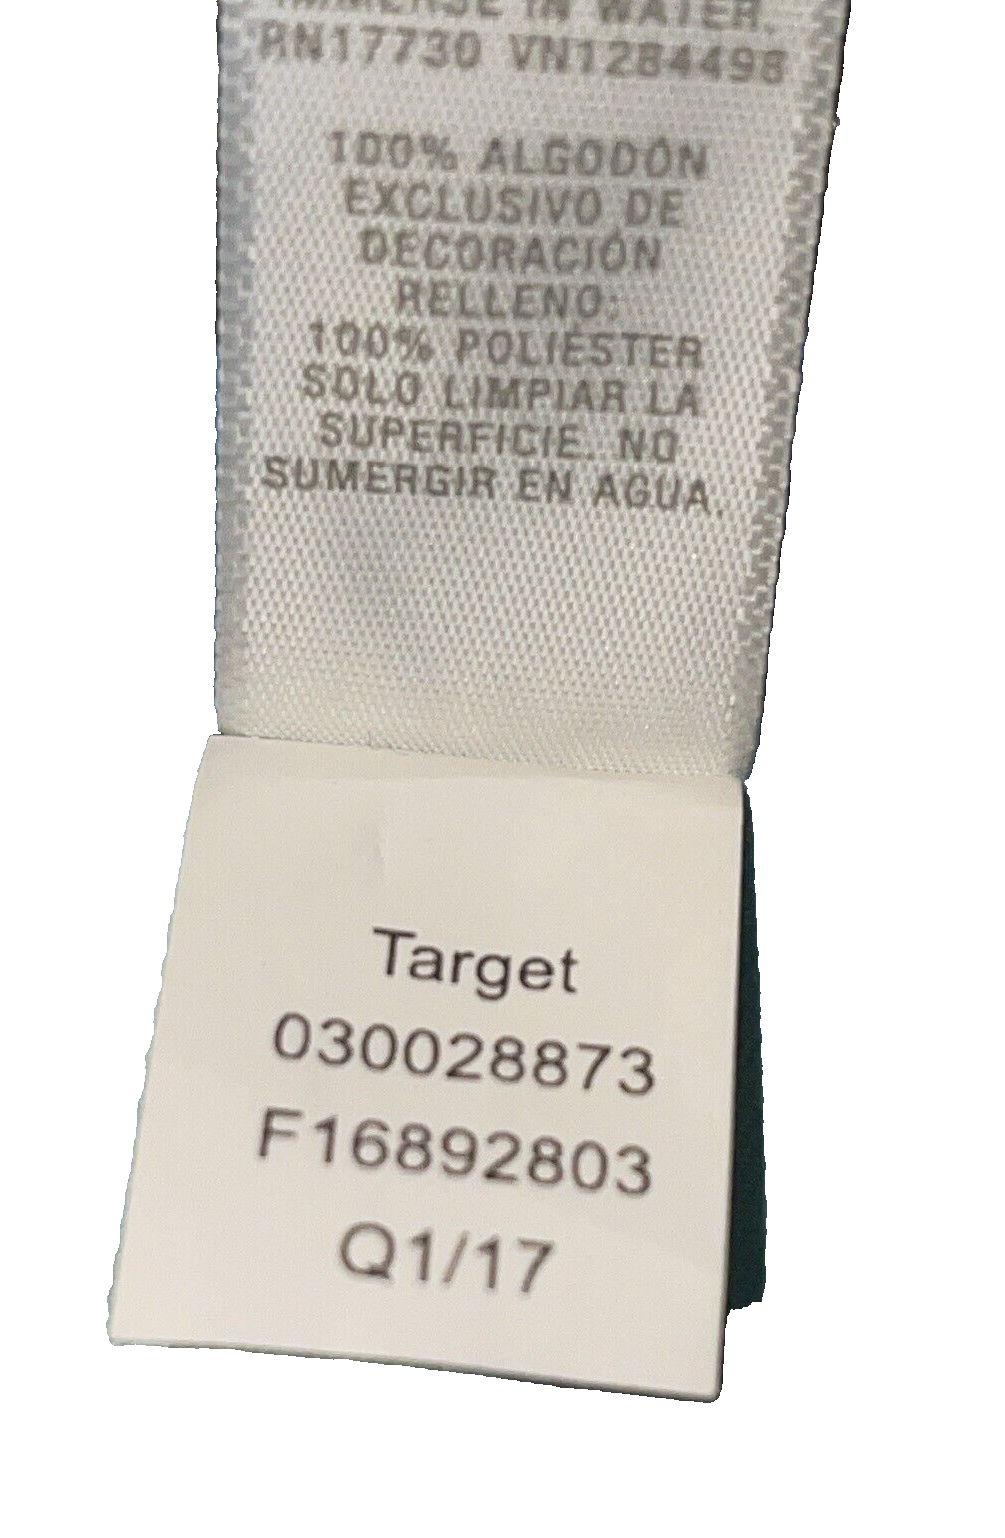 IMMERSE IN WATER.
RN17730 VN1284498
100% ALGODÓN
EXCLUSIVO DE
DECORACIÓN
RELLENO:
100% POLIÉSTER
SOLO LIMPIAR LA
SUPERFICIE. NO
SUMERGIR EN AGUA.
Target
030028873
F16892803
Q1/17